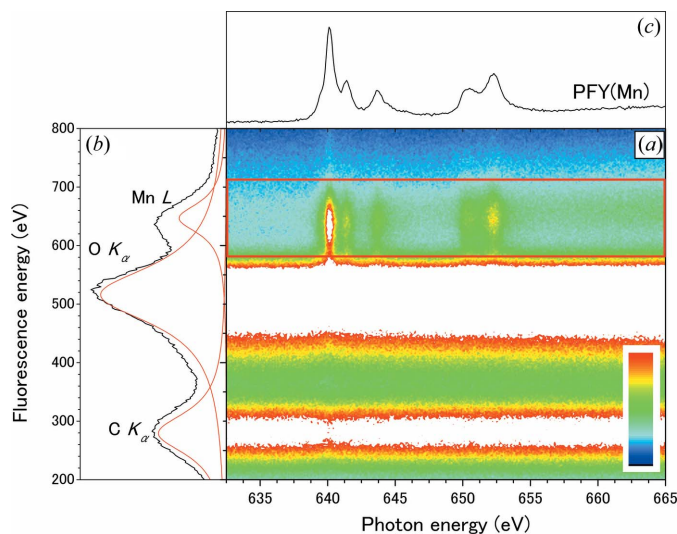 (c)
PFY(Mn)
800
(b)
(a)
700
Mn L
600
O Kα
500
Fluorescence energy (eV)
400
300
C Kα
200
635 640 645 650 655 660 665
Photon energy (eV)